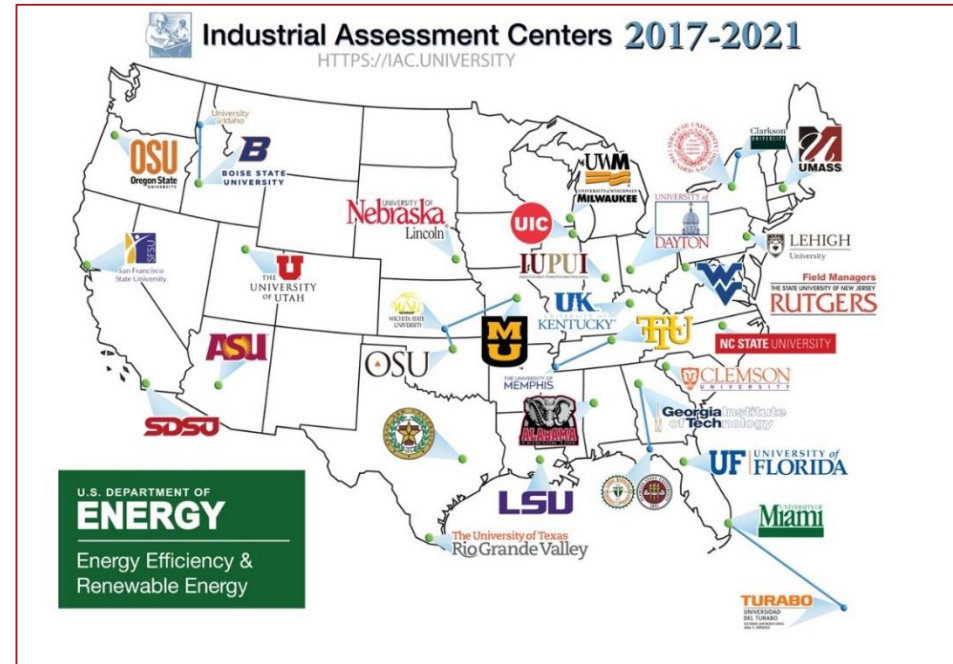 Industrial Assessment Centers 2017-2021
HTTPS://IAC.UNIVERSITY
University
of Idaho
OSU
Oregon State
UNIVERSITY
B
BOISE STATE
UNIVERSITY
SFSU
San Francisco
State University
U
THE
UNIVERSITY
OF UTAH
ASU
SDSU
UNIVERSITY OF
Nebraska
Lincoln
WSU
WICHITA STATE
UNIVERSITY
OSU
MU
UIC
UWM
UNIVERSITY of WISCONSIN
MILWAUKEE
IUPUI
UNIVERSITY of
DAYTON
UK
UNIVERSITY OF
KENTUCKY
TTU
THE UNIVERSITY OF
MEMPHIS
ALABAMA
LSU
The University of Texas
Rio Grande Valley
SYRACUSE UNIVERSITY
Clarkson
UNIVERSITY
UMASS
LEHIGH
University
WV
Field Managers
THE STATE UNIVERSITY OF NEW JERSEY
RUTGERS
NC STATE UNIVERSITY
CLEMSON
UNIVERSITY
Georgia Institute
of Technology
UF UNIVERSITY of
FLORIDA
UNIVERSITY OF
Miami
TURABO
UNIVERSIDAD
DEL TURABO
U.S. DEPARTMENT OF
ENERGY
Energy Efficiency &
Renewable Energy